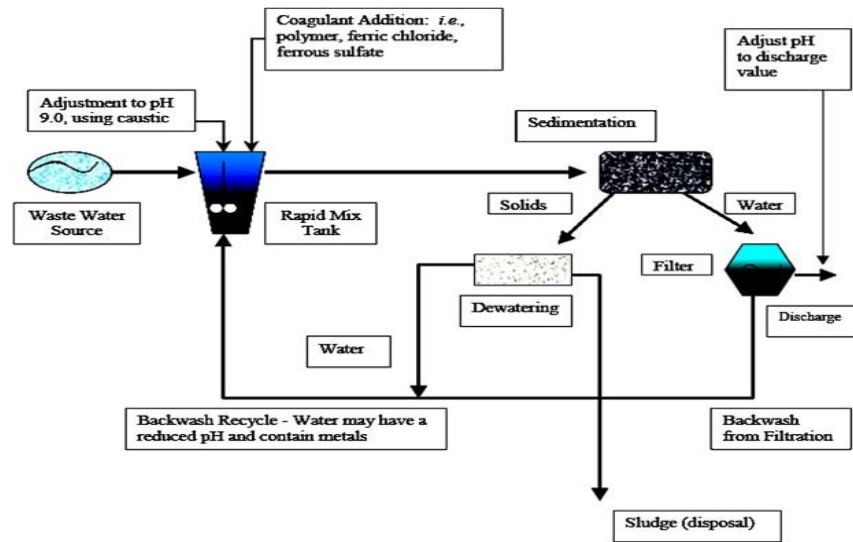 Coagulant Addition: i.e.,
polymer, ferric chloride,
ferrous sulfate
Adjust pH
to discharge
value
Adjustment to pH
9.0, using caustic
Sedimentation
Waste Water
Source
Rapid Mix
Tank
Solids
Water
Filter
Dewatering
Discharge
Water
Backwash Recycle - Water may have a
reduced pH and contain metals
Backwash
from Filtration
Sludge (disposal)